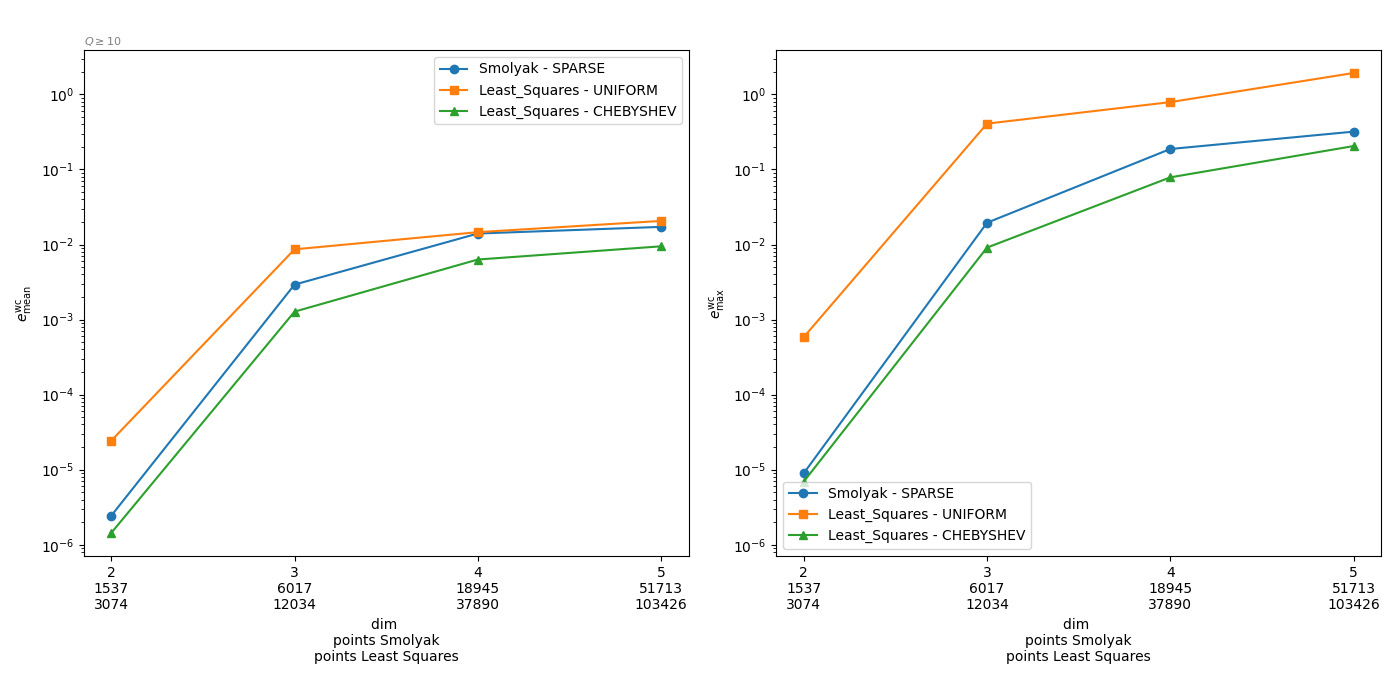 Q ≥ 10
Smolyak - SPARSE
Least_Squares - UNIFORM
Least_Squares - CHEBYSHEV
10⁰
10⁻¹
10⁻²
10⁻³
10⁻⁴
10⁻⁵
10⁻⁶
e^wc_mean
2 3 4 5
1537 6017 18945 51713
3074 12034 37890 103426
dim
points Smolyak
points Least Squares
10⁰
10⁻¹
10⁻²
10⁻³
10⁻⁴
10⁻⁵
10⁻⁶
e^wc_max
Smolyak - SPARSE
Least_Squares - UNIFORM
Least_Squares - CHEBYSHEV
2 3 4 5
1537 6017 18945 51713
3074 12034 37890 103426
dim
points Smolyak
points Least Squares